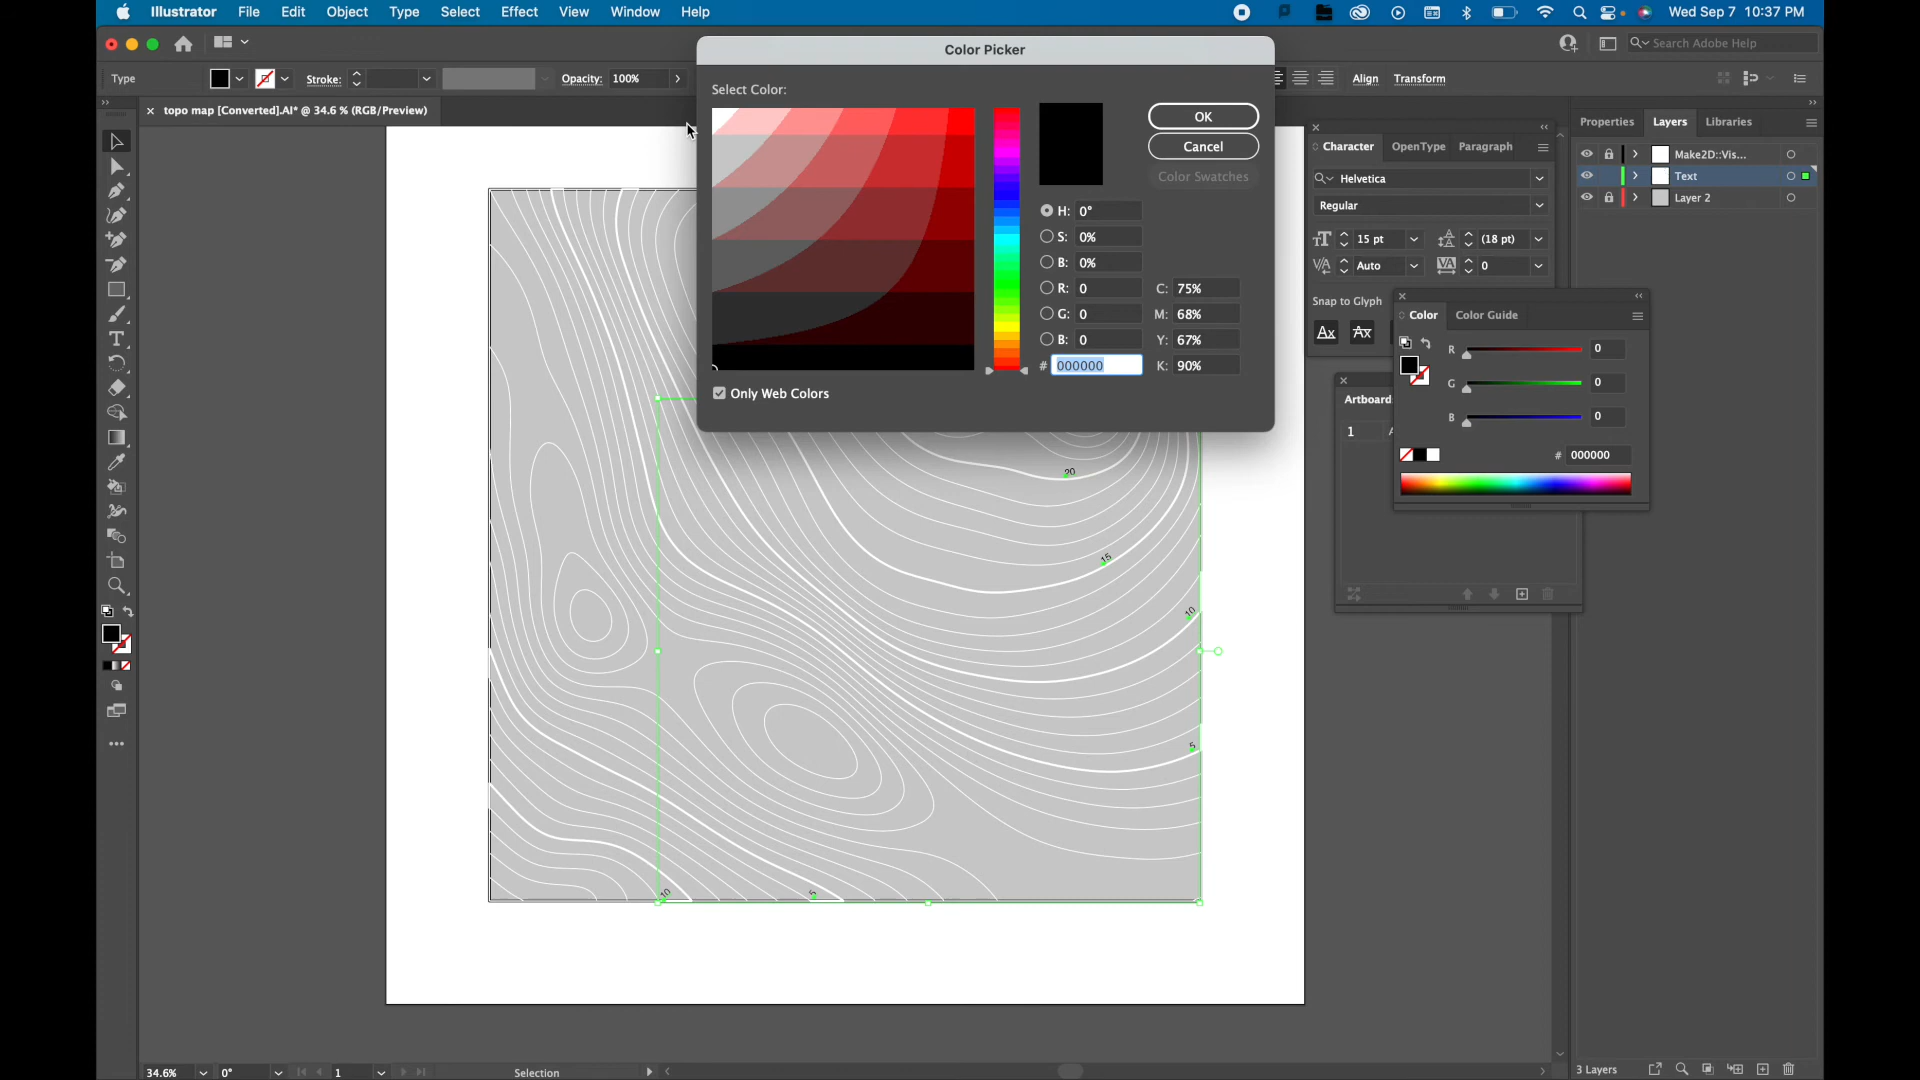 Illustrator File Edit Object Type Select Effect View Window Help Wed Sep 7 10:37 PM
Color Picker
Search Adobe Help
Type Stroke: Opacity: 100% Align Transform
Select Color:
topo map [Converted].AI* @ 34.6 % (RGB/Preview)
OK
Cancel
Color Swatches
H: 0°
S: 0%
B: 0%
R: 0 C: 75%
G: 0 M: 68%
B: 0 Y: 67%
# 000000 K: 90%
Only Web Colors
Character OpenType Paragraph
Helvetica
Regular
15 pt (18 pt)
Auto 0
Snap to Glyph
Color Color Guide
R 0
G 0
B 0
# 000000
Artboard
1
Properties Layers Libraries
Make2D::Vis...
Text
Layer 2
20
15
10
5
10 5
34.6% 0° 1 Selection 3 Layers